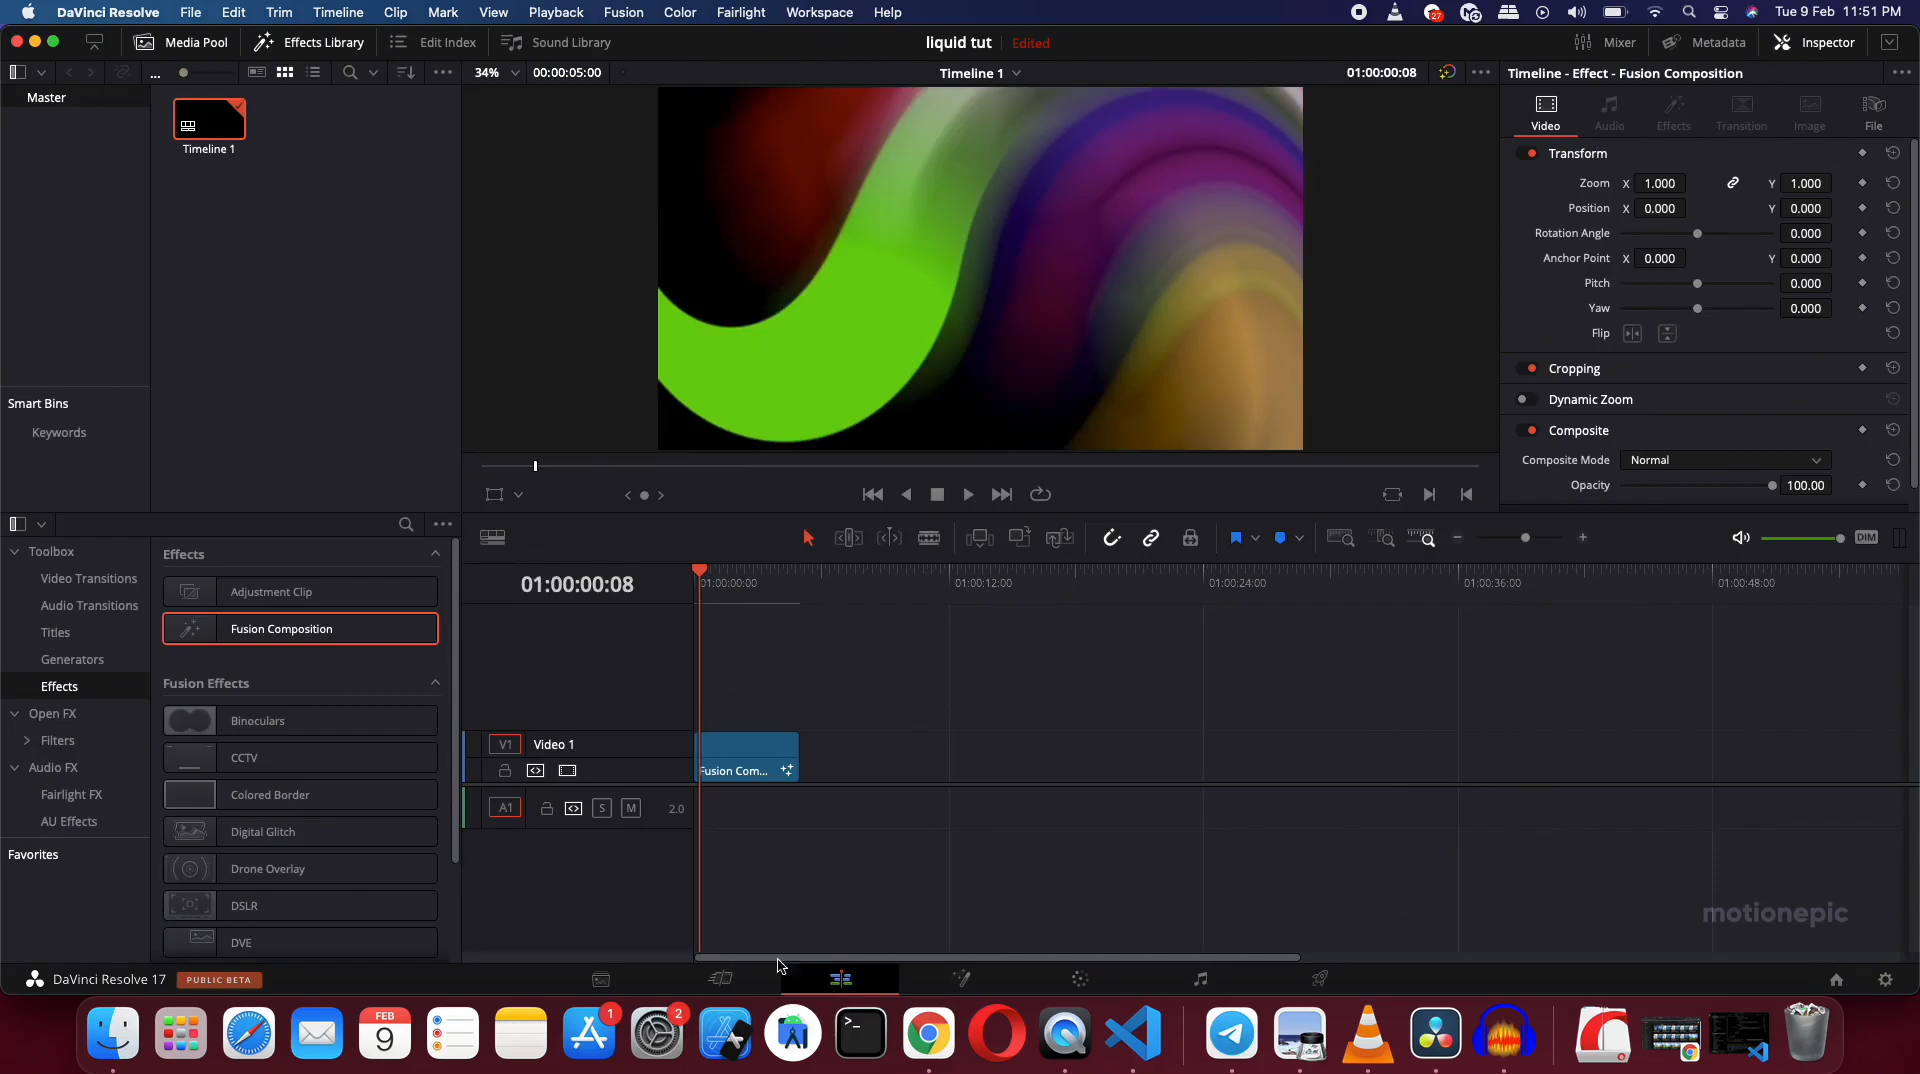 DaVinci Resolve File Edit Trim Timeline Clip Mark View Playback Fusion Color Fairlight Workspace Help 27 Tue 9 Feb 11:51 PM
Media Pool Effects Library Edit Index Sound Library liquid tut Edited Mixer Metadata Inspector
... 34% 00:00:05:00 Timeline 1 01:00:00:08 Timeline - Effect - Fusion Composition
Master
Timeline 1
Video Audio Effects Transition Image File
Transform
Zoom X 1.000 Y 1.000
Position X 0.000 Y 0.000
Rotation Angle 0.000
Anchor Point X 0.000 Y 0.000
Pitch 0.000
Yaw 0.000
Flip
Cropping
Dynamic Zoom
Composite
Composite Mode Normal
Opacity 100.00
Smart Bins
Keywords
Toolbox
Video Transitions
Audio Transitions
Titles
Generators
Effects
Open FX
Filters
Audio FX
Fairlight FX
AU Effects
Favorites
Effects
Adjustment Clip
Fusion Composition
Fusion Effects
Binoculars
CCTV
Colored Border
Digital Glitch
Drone Overlay
DSLR
DVE
DIM
01:00:00:08 01:00:00:00 01:00:12:00 01:00:24:00 01:00:36:00 01:00:48:00
V1 Video 1
Fusion Com...
A1 S M 2.0
motionepic
DaVinci Resolve 17 PUBLIC BETA
FEB
9
1
2